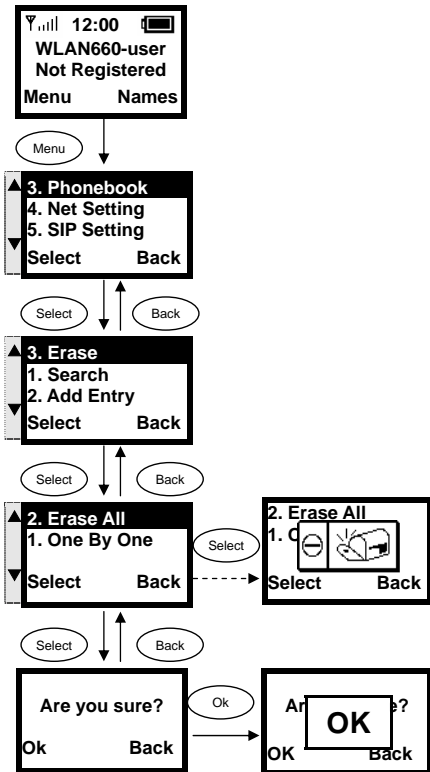 12:00
WLAN660-user
Not Registered
Menu Names
Menu
3. Phonebook
4. Net Setting
5. SIP Setting
Select Back
Select
Back
3. Erase
1. Search
2. Add Entry
Select Back
Select
Back
2. Erase All
1. One By One
Select Back
Select
2. Erase All
1. O
Select Back
Select
Back
Are you sure?
Ok Back
Ok
Ar e?
OK
OK Back